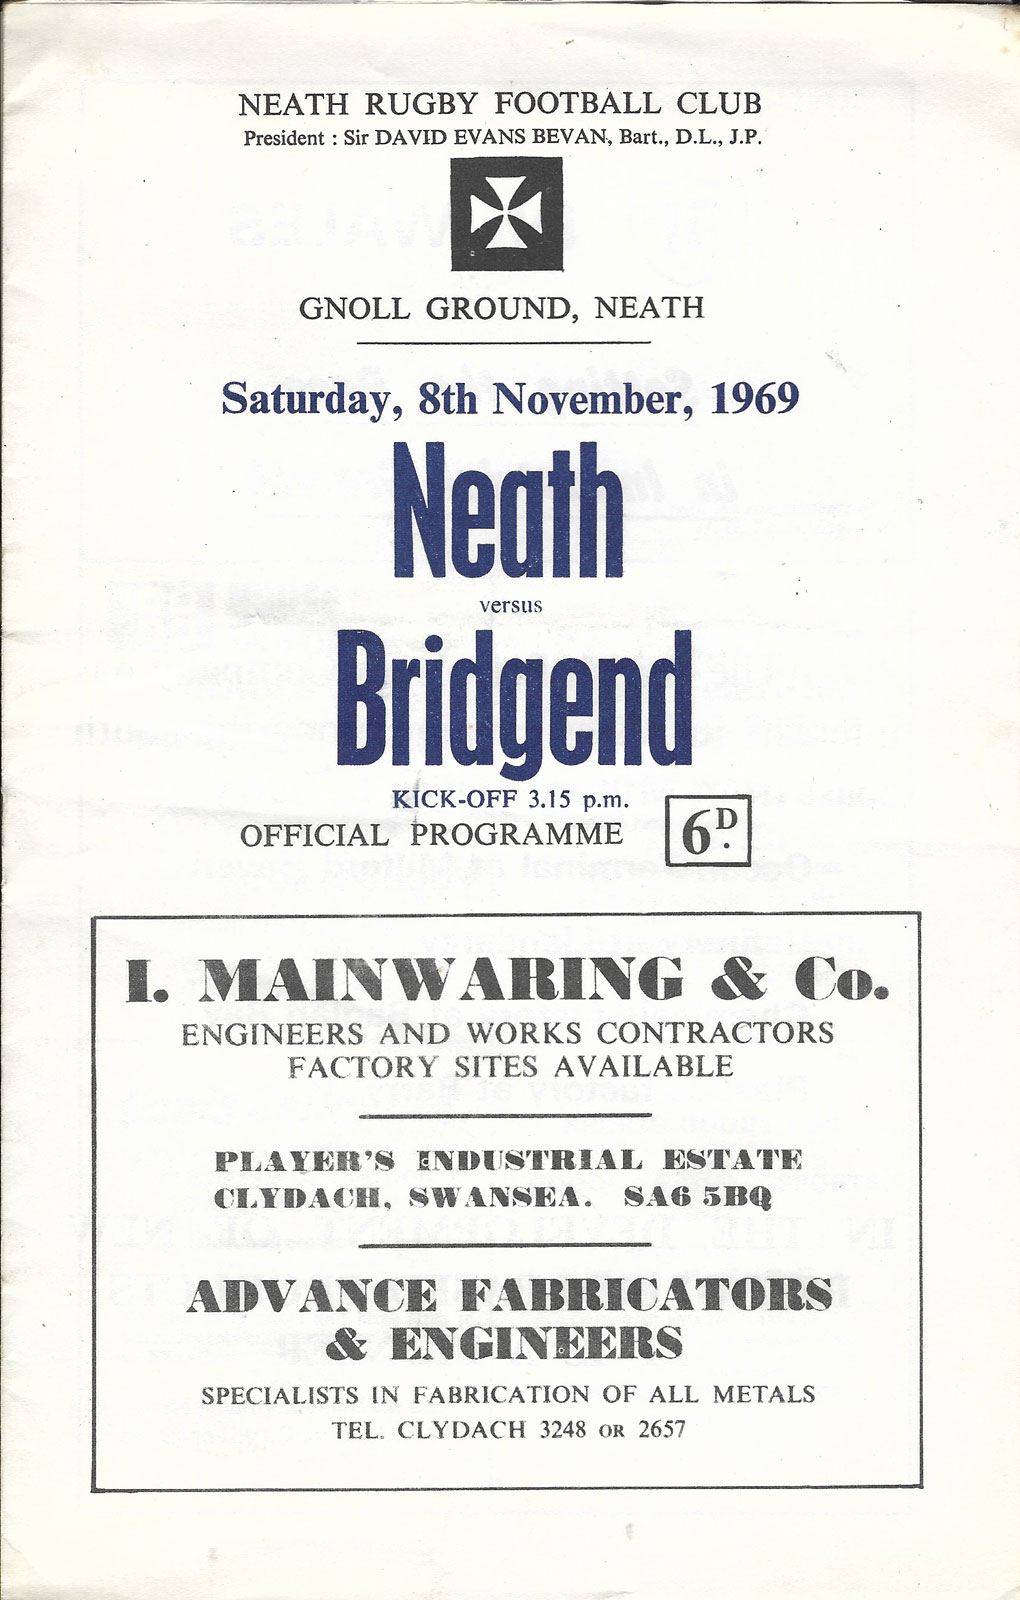 NEATH RUGBY FOOTBALL CLUB
President : Sir DAVID EVANS BEVAN, Bart., D.L., J.P.
GNOLL GROUND, NEATH
Saturday, 8th November, 1969
Neath
versus
Bridgend
KICK-OFF 3.15 p.m.
OFFICIAL PROGRAMME 6D.
I. MAINWARING & Co.
ENGINEERS AND WORKS CONTRACTORS
FACTORY SITES AVAILABLE
PLAYER'S INDUSTRIAL ESTATE
CLYDACH, SWANSEA. SA6 5BQ
ADVANCE FABRICATORS
& ENGINEERS
SPECIALISTS IN FABRICATION OF ALL METALS
TEL. CLYDACH 3248 OR 2657